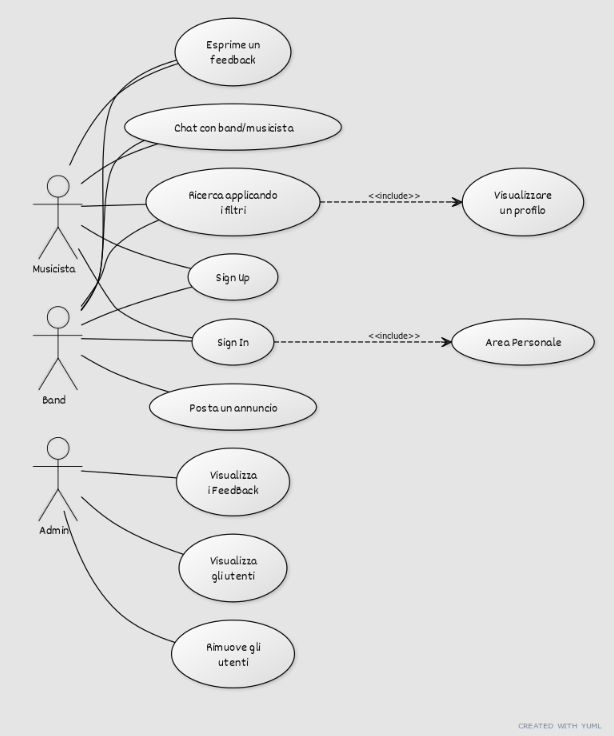 Esprime un
feedback
Chat con band/musicista
Ricerca applicando
i filtri
<<include>>
Visualizzare
un profilo
Musicista
Sign Up
Sign In
<<include>>
Area Personale
Band
Posta un annuncio
Visualizza
i FeedBack
Admin
Visualizza
gli utenti
Rimuove gli
utenti
CREATED WITH YUML